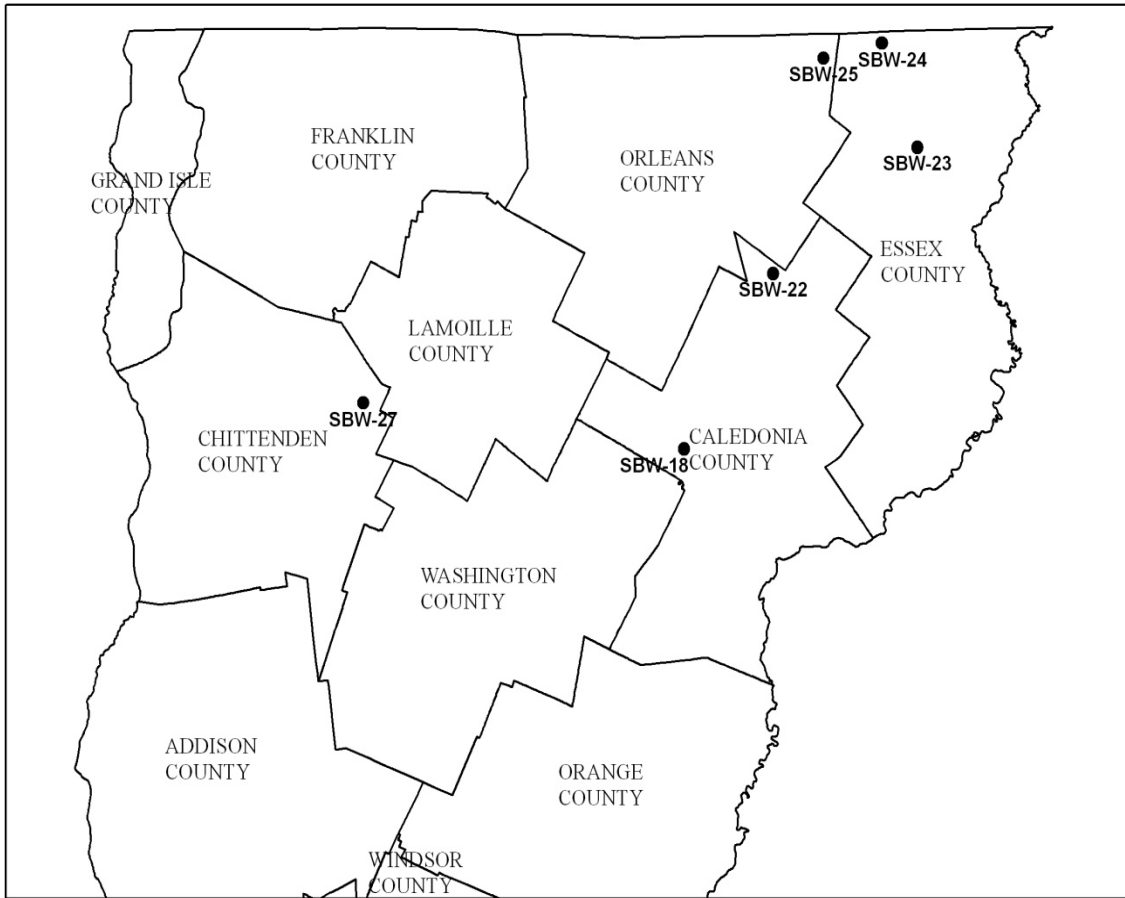 SBW-24
SBW-25
FRANKLIN
COUNTY
ORLEANS
COUNTY
SBW-23
GRAND ISLE
COUNTY
ESSEX
COUNTY
SBW-22
LAMOILLE
COUNTY
SBW-27
CHITTENDEN
COUNTY
CALEDONIA
COUNTY
SBW-18
WASHINGTON
COUNTY
ADDISON
COUNTY
ORANGE
COUNTY
WINDSOR
COUNTY